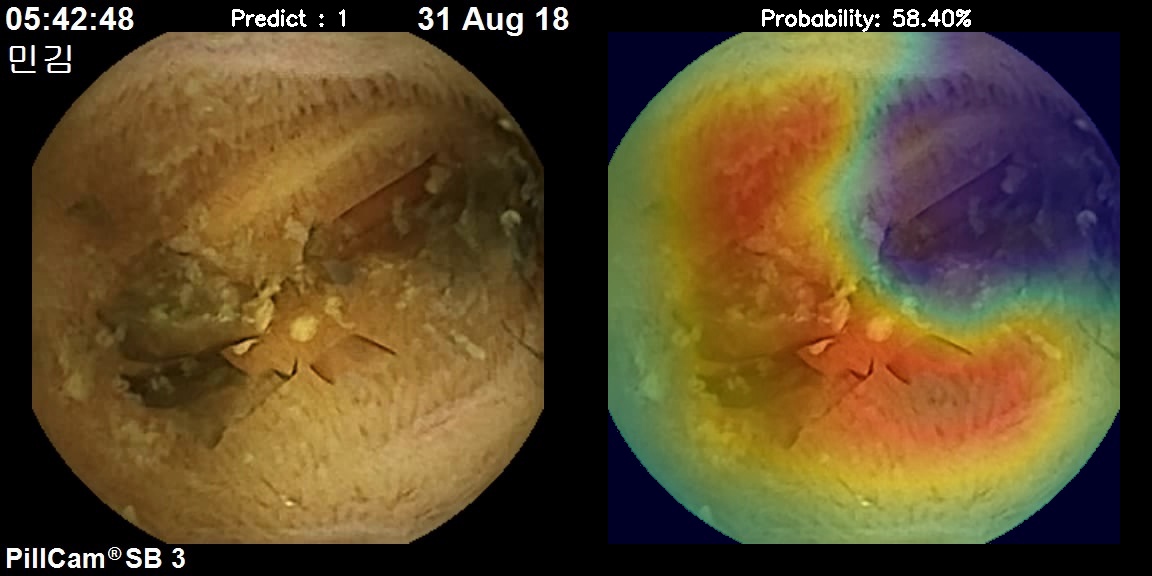 05:42:48
Predict : 1
31 Aug 18
Probability: 58.40%
민김
PillCam® SB 3